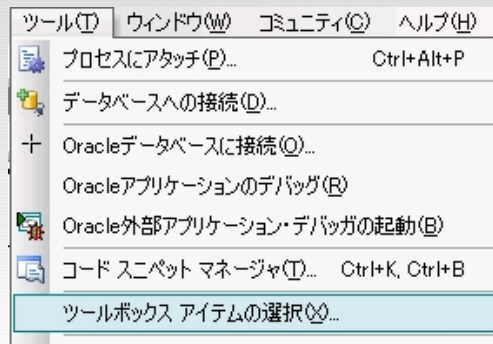 ツール(T) ウィンドウ(W) コミュニティ(C) ヘルプ(H)
プロセスにアタッチ(P)... Ctrl+Alt+P
データベースへの接続(D)...
Oracleデータベースに接続(O)...
Oracleアプリケーションのデバッグ(R)
Oracle外部アプリケーション・デバッガの起動(B)
コード スニペット マネージャ(T)... Ctrl+K, Ctrl+B
ツールボックス アイテムの選択(X)...